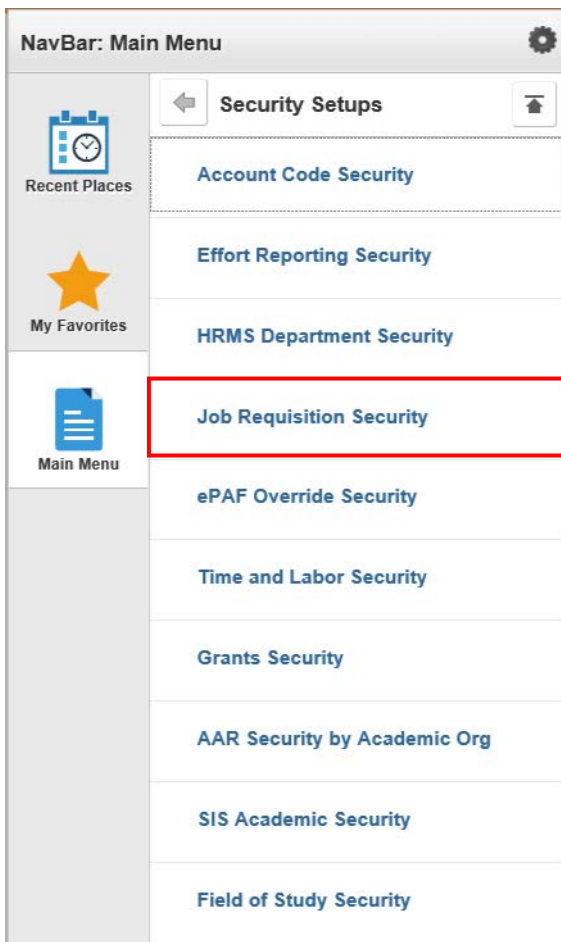 NavBar: Main Menu
Recent Places
My Favorites
Main Menu
Security Setups
Account Code Security
Effort Reporting Security
HRMS Department Security
Job Requisition Security
ePAF Override Security
Time and Labor Security
Grants Security
AAR Security by Academic Org
SIS Academic Security
Field of Study Security